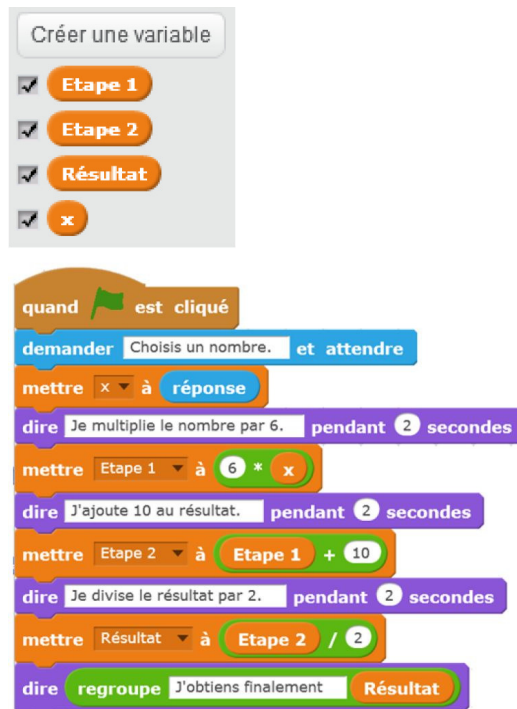 Créer une variable
Etape 1
Etape 2
Résultat
x
quand est cliqué
demander Choisis un nombre. et attendre
mettre x à réponse
dire Je multiplie le nombre par 6. pendant 2 secondes
mettre Etape 1 à 6 * x
dire J'ajoute 10 au résultat. pendant 2 secondes
mettre Etape 2 à Etape 1 + 10
dire Je divise le résultat par 2. pendant 2 secondes
mettre Résultat à Etape 2 / 2
dire regroupe J'obtiens finalement Résultat